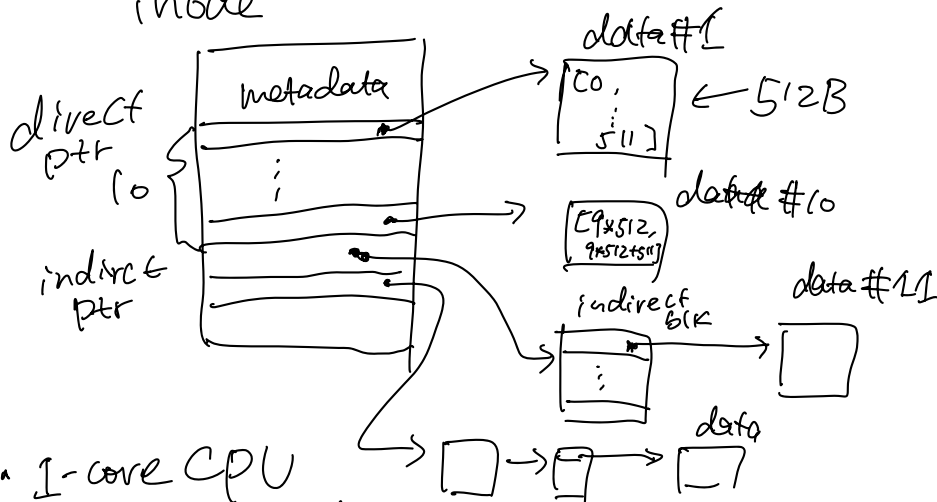 inode
metadata
direct
ptr
10
indirct
ptr
data#1
[0,
511]
512B
data #10
[9*512,
9*512+511]
indirect
blk
data#11
data
• 1-core CPU